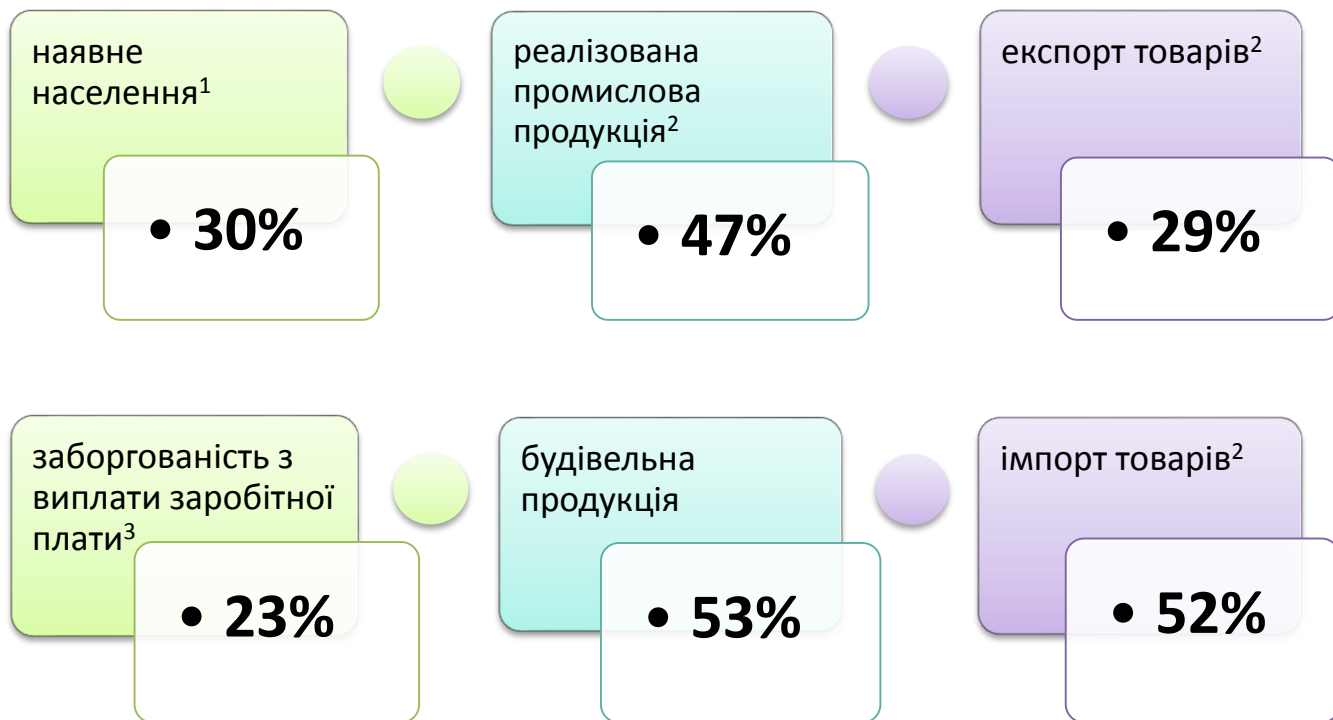 наявне
населення¹
• 30%
реалізована
промислова
продукція²
• 47%
експорт товарів²
• 29%
заборгованість з
виплати заробітної
плати³
• 23%
будівельна
продукція
• 53%
імпорт товарів²
• 52%